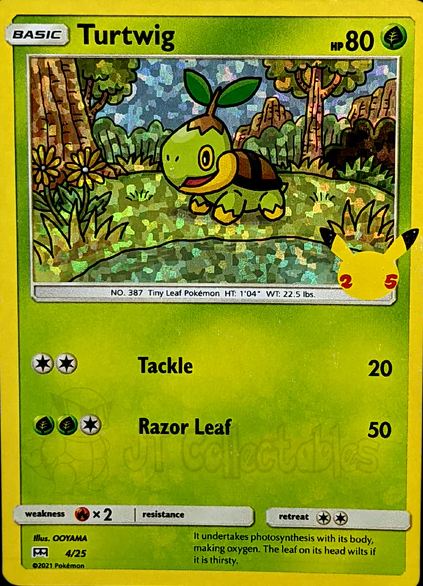 BASIC Turtwig HP 80
25
NO. 387 Tiny Leaf Pokémon HT: 1'04" WT: 22.5 lbs.
Tackle 20
Razor Leaf 50
JT Collectables
weakness ×2 resistance retreat
Illus. OOYAMA
4/25
©2021 Pokémon
It undertakes photosynthesis with its body,
making oxygen. The leaf on its head wilts if
it is thirsty.